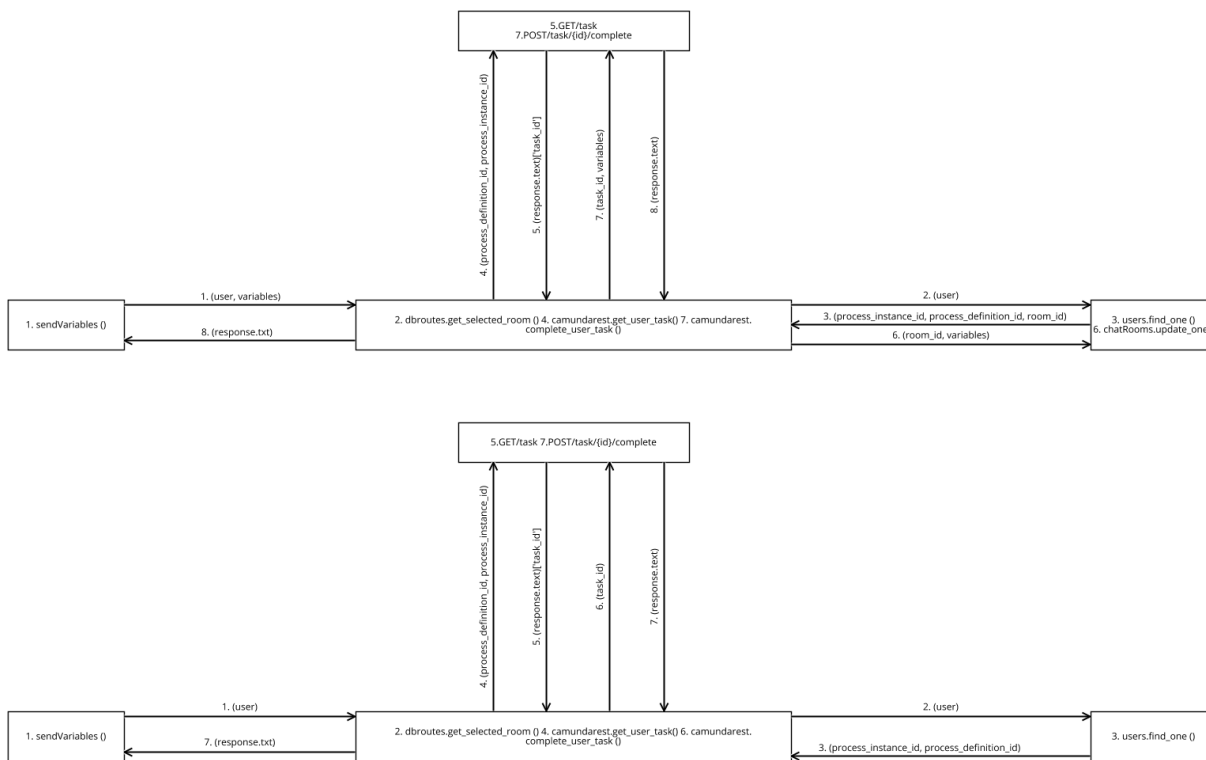 5.GET/task
7.POST/task/{id}/complete
4. (process_definition_id, process_instance_id)
5. (response.text)['task_id']
7. (task_id, variables)
8. (response.text)
1. sendVariables ()
1. (user, variables)
8. (response.txt)
2. dbroutes.get_selected_room () 4. camundarest.get_user_task() 7. camundarest.
complete_user_task ()
2. (user)
3. (process_instance_id, process_definition_id, room_id)
6. (room_id, variables)
3. users.find_one ()
6. chatRooms.update_one
5.GET/task 7.POST/task/{id}/complete
4. (process_definition_id, process_instance_id)
5. (response.text)['task_id']
6. (task_id)
7. (response.text)
1. sendVariables ()
1. (user)
7. (response.txt)
2. dbroutes.get_selected_room () 4. camundarest.get_user_task() 6. camundarest.
complete_user_task ()
2. (user)
3. (process_instance_id, process_definition_id)
3. users.find_one ()